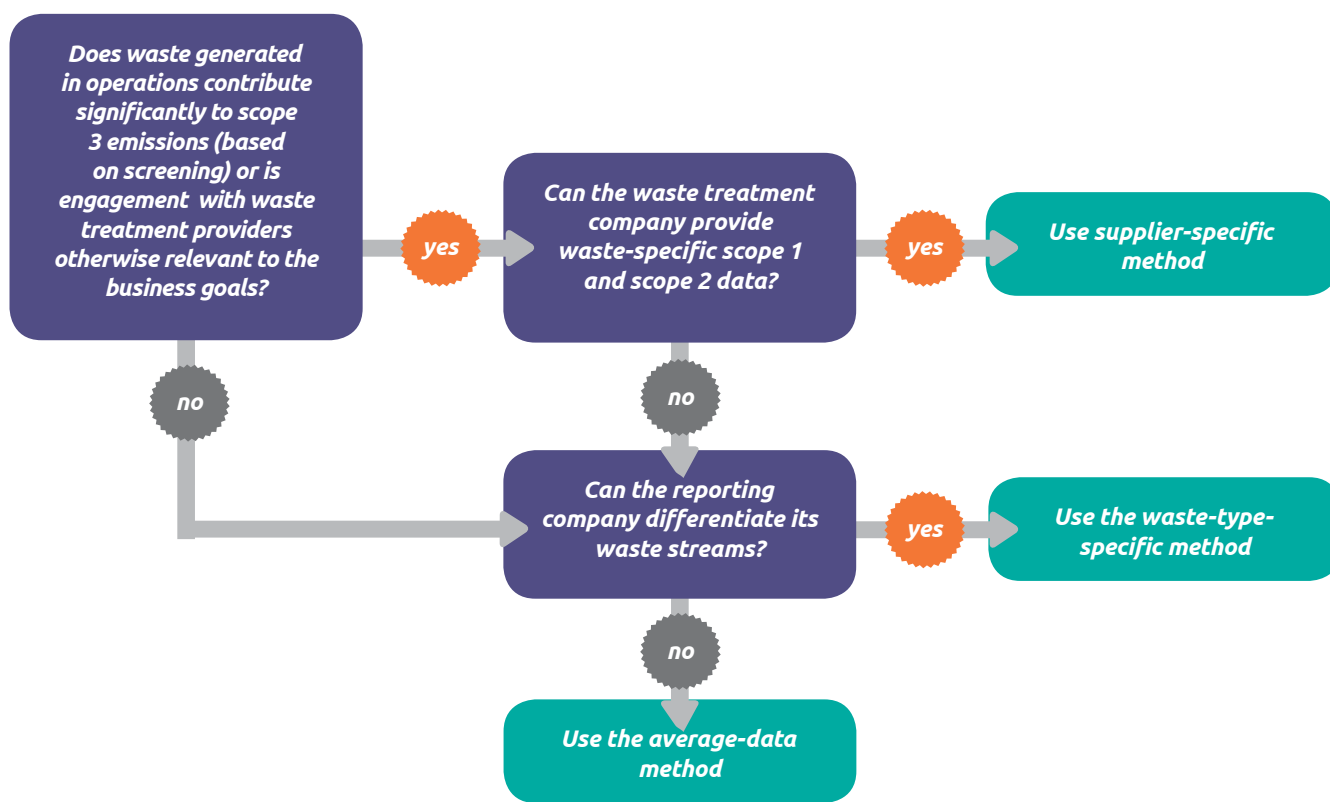 Does waste generated
in operations contribute
significantly to scope
3 emissions (based
on screening) or is
engagement with waste
treatment providers
otherwise relevant to the
business goals?
yes
Can the waste treatment
company provide
waste-specific scope 1
and scope 2 data?
yes
Use supplier-specific
method
no
no
Can the reporting
company differentiate its
waste streams?
yes
Use the waste-type-
specific method
no
Use the average-data
method